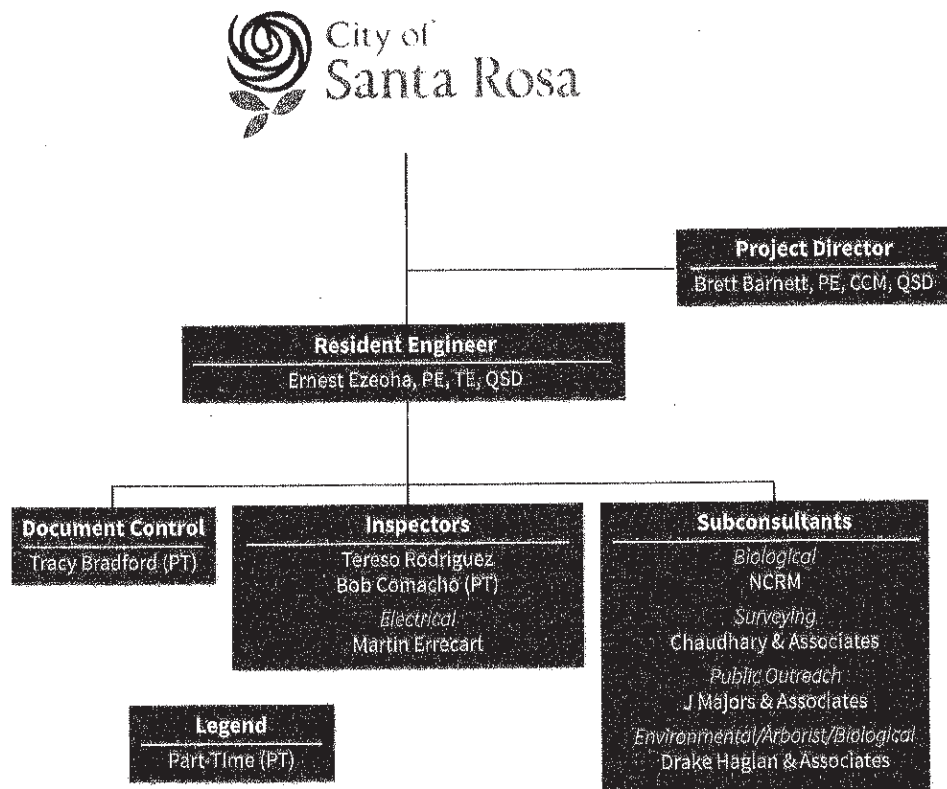 City of
Santa Rosa
Project Director
Brett Barnett, PE, CCM, QSD
Resident Engineer
Ernest Ezeoha, PE, TE, QSD
Document Control
Tracy Bradford (PT)
Inspectors
Tereso Rodriguez
Bob Comacho (PT)
Electrical
Martin Errecart
Subconsultants
Biological
NCRM
Surveying
Chaudhary & Associates
Public Outreach
J Majors & Associates
Environmental/Arborist/Biological
Drake Haglan & Associates
Legend
Part-Time (PT)